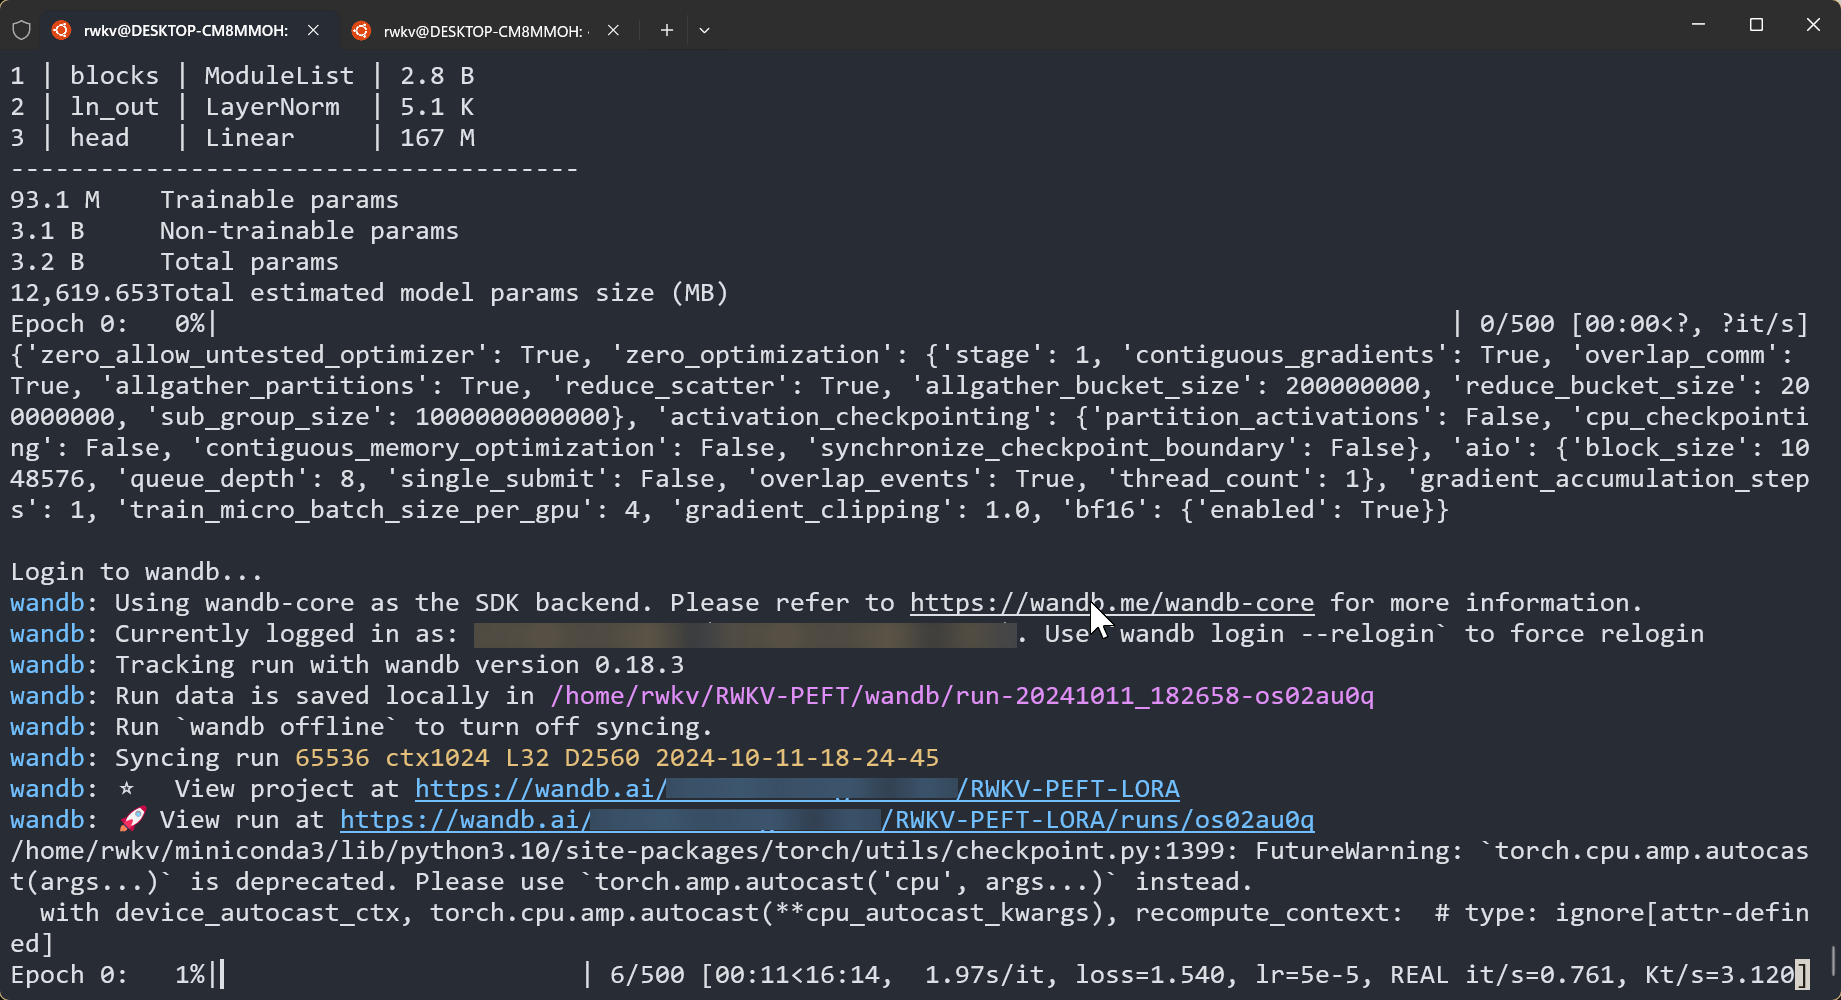 rwkv@DESKTOP-CM8MMOH: rwkv@DESKTOP-CM8MMOH:
1 | blocks | ModuleList | 2.8 B
2 | ln_out | LayerNorm  | 5.1 K
3 | head   | Linear     | 167 M
--------------------------------------
93.1 M    Trainable params
3.1 B     Non-trainable params
3.2 B     Total params
12,619.653Total estimated model params size (MB)
Epoch 0:   0%| | 0/500 [00:00<?, ?it/s]
{'zero_allow_untested_optimizer': True, 'zero_optimization': {'stage': 1, 'contiguous_gradients': True, 'overlap_comm':
True, 'allgather_partitions': True, 'reduce_scatter': True, 'allgather_bucket_size': 200000000, 'reduce_bucket_size': 20
0000000, 'sub_group_size': 1000000000000}, 'activation_checkpointing': {'partition_activations': False, 'cpu_checkpointi
ng': False, 'contiguous_memory_optimization': False, 'synchronize_checkpoint_boundary': False}, 'aio': {'block_size': 10
48576, 'queue_depth': 8, 'single_submit': False, 'overlap_events': True, 'thread_count': 1}, 'gradient_accumulation_step
s': 1, 'train_micro_batch_size_per_gpu': 4, 'gradient_clipping': 1.0, 'bf16': {'enabled': True}}
Login to wandb...
wandb: Using wandb-core as the SDK backend. Please refer to https://wandb.me/wandb-core for more information.
wandb: Currently logged in as: . Use `wandb login --relogin` to force relogin
wandb: Tracking run with wandb version 0.18.3
wandb: Run data is saved locally in /home/rwkv/RWKV-PEFT/wandb/run-20241011_182658-os02au0q
wandb: Run `wandb offline` to turn off syncing.
wandb: Syncing run 65536 ctx1024 L32 D2560 2024-10-11-18-24-45
wandb: ⭐ View project at https://wandb.ai/ /RWKV-PEFT-LORA
wandb: 🚀 View run at https://wandb.ai/ /RWKV-PEFT-LORA/runs/os02au0q
/home/rwkv/miniconda3/lib/python3.10/site-packages/torch/utils/checkpoint.py:1399: FutureWarning: `torch.cpu.amp.autocas
t(args...)` is deprecated. Please use `torch.amp.autocast('cpu', args...)` instead.
  with device_autocast_ctx, torch.cpu.amp.autocast(**cpu_autocast_kwargs), recompute_context:  # type: ignore[attr-defin
ed]
Epoch 0:   1%| | 6/500 [00:11<16:14,  1.97s/it, loss=1.540, lr=5e-5, REAL it/s=0.761, Kt/s=3.120]